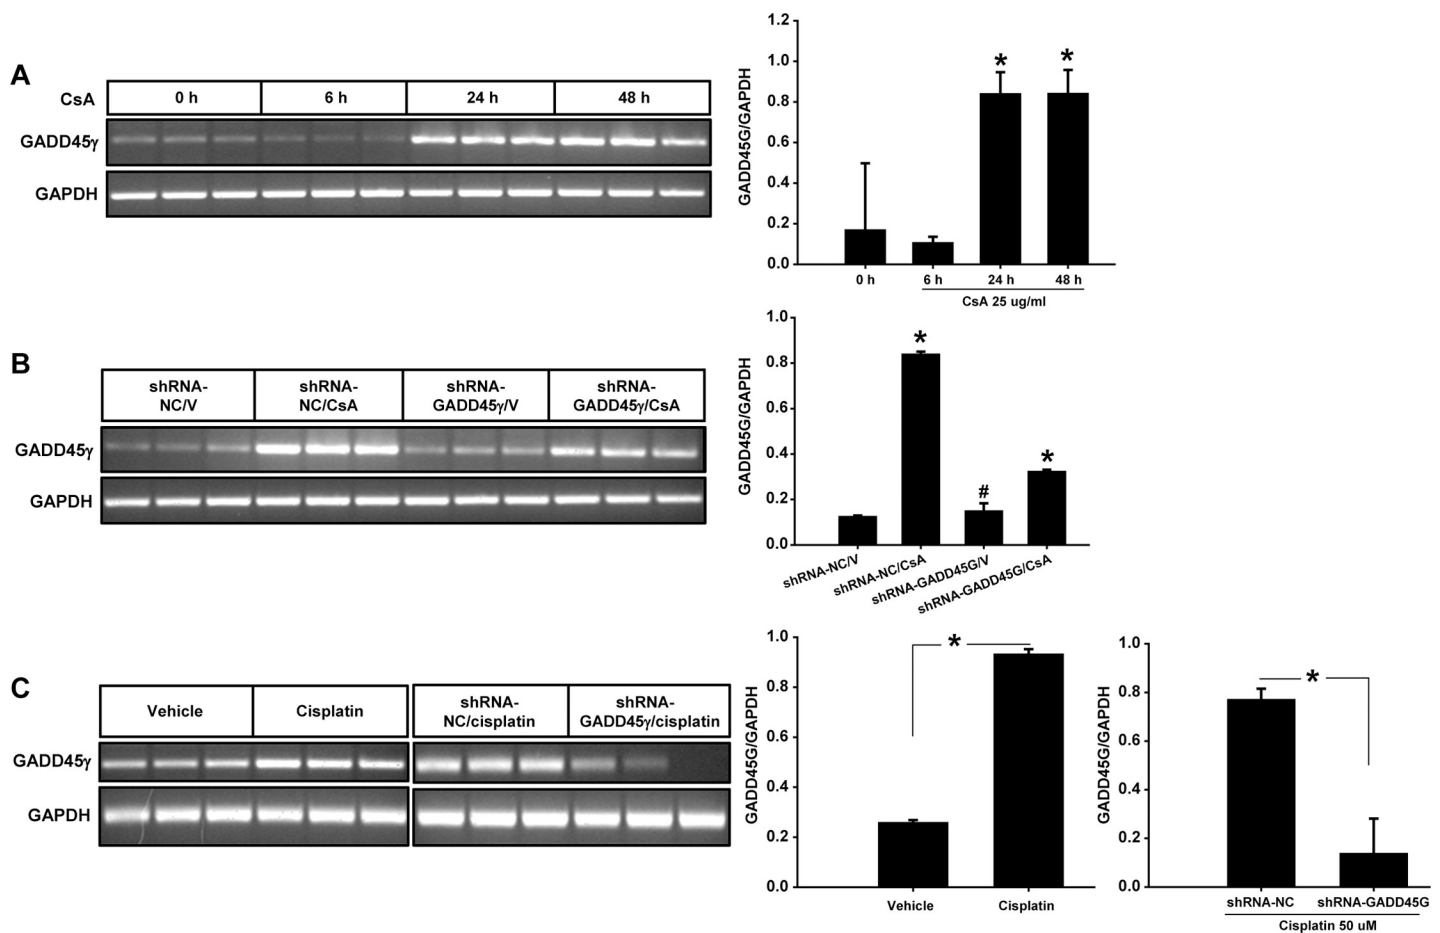 A
CsA
0 h
6 h
24 h
48 h
GADD45γ
GAPDH
1.2
1.0
0.8
0.6
0.4
0.2
0.0
GADD45G/GAPDH
*
*
0 h
6 h
24 h
48 h
CsA 25 ug/ml
B
shRNA-
NC/V
shRNA-
NC/CsA
shRNA-
GADD45γ/V
shRNA-
GADD45γ/CsA
GADD45γ
GAPDH
1.0
0.8
0.6
0.4
0.2
0.0
GADD45G/GAPDH
*
#
*
shRNA-NC/V
shRNA-NC/CsA
shRNA-GADD45G/V
shRNA-GADD45G/CsA
C
Vehicle
Cisplatin
shRNA-
NC/cisplatin
shRNA-
GADD45γ/cisplatin
GADD45γ
GAPDH
1.0
0.8
0.6
0.4
0.2
0.0
GADD45G/GAPDH
*
Vehicle
Cisplatin
1.0
0.8
0.6
0.4
0.2
0.0
GADD45G/GAPDH
*
shRNA-NC
shRNA-GADD45G
Cisplatin 50 uM